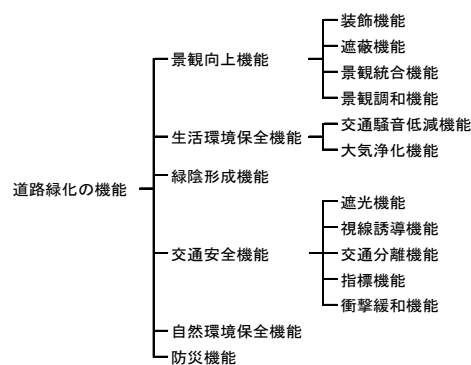 道路緑化の機能
景観向上機能
装飾機能
遮蔽機能
景観統合機能
景観調和機能
生活環境保全機能
交通騒音低減機能
大気浄化機能
緑陰形成機能
交通安全機能
遮光機能
視線誘導機能
交通分離機能
指標機能
衝撃緩和機能
自然環境保全機能
防災機能